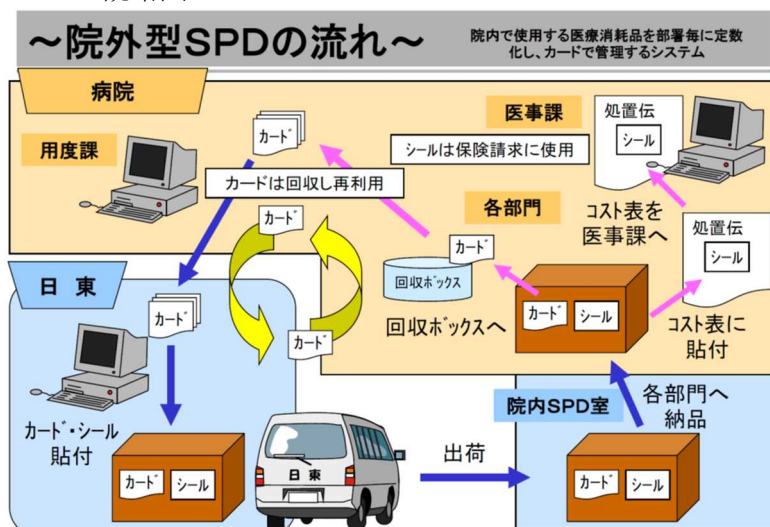 ～院外型SPDの流れ～
院内で使用する医療消耗品を部署毎に定数
化し、カードで管理するシステム
病院
用度課
カード
医事課
シールは保険請求に使用
処置伝
シール
カードは回収し再利用
カード
各部門
コスト表を
医事課へ
処置伝
シール
カード
回収ボックス
回収ボックスへ
カード
シール
コスト表に
貼付
日東
カード
カード
カード・シール
貼付
カード
シール
日東
出荷
院内SPD室
各部門へ
納品
カード
シール